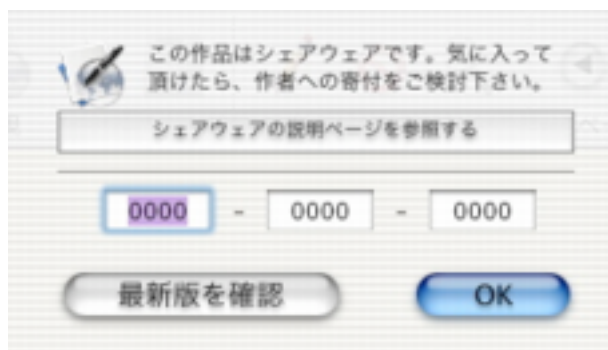 この作品はシェアウェアです。気に入って
頂けたら、作者への寄付をご検討下さい。
シェアウェアの説明ページを参照する
0000 - 0000 - 0000
最新版を確認 OK